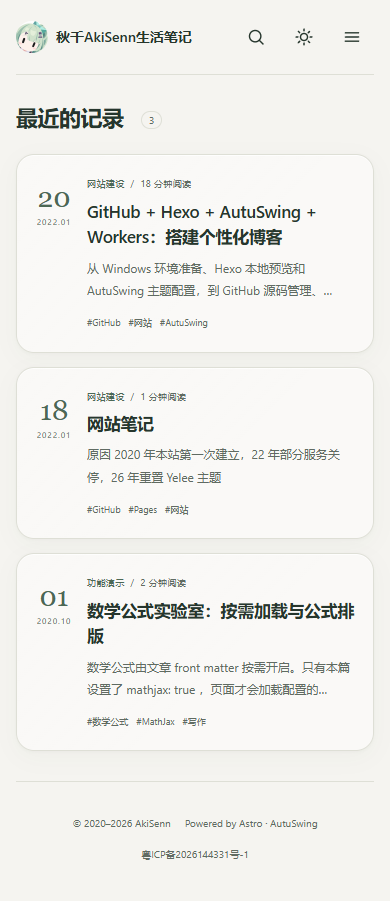 秋千AkiSenn生活笔记
最近的记录 3
20
2022.01
网站建设 / 18 分钟阅读
GitHub + Hexo + AutuSwing +
Workers：搭建个性化博客
从 Windows 环境准备、Hexo 本地预览和
AutuSwing 主题配置，到 GitHub 源码管理、...
#GitHub #网站 #AutuSwing
18
2022.01
网站建设 / 1 分钟阅读
网站笔记
原因 2020 年本站第一次建立，22 年部分服务关
停，26 年重置 Yelee 主题
#GitHub #Pages #网站
01
2020.10
功能演示 / 2 分钟阅读
数学公式实验室：按需加载与公式排
版
数学公式由文章 front matter 按需开启。只有本篇
设置了 mathjax: true ，页面才会加载配置的...
#数学公式 #MathJax #写作
© 2020–2026 AkiSenn Powered by Astro · AutuSwing
粤ICP备2026144331号-1